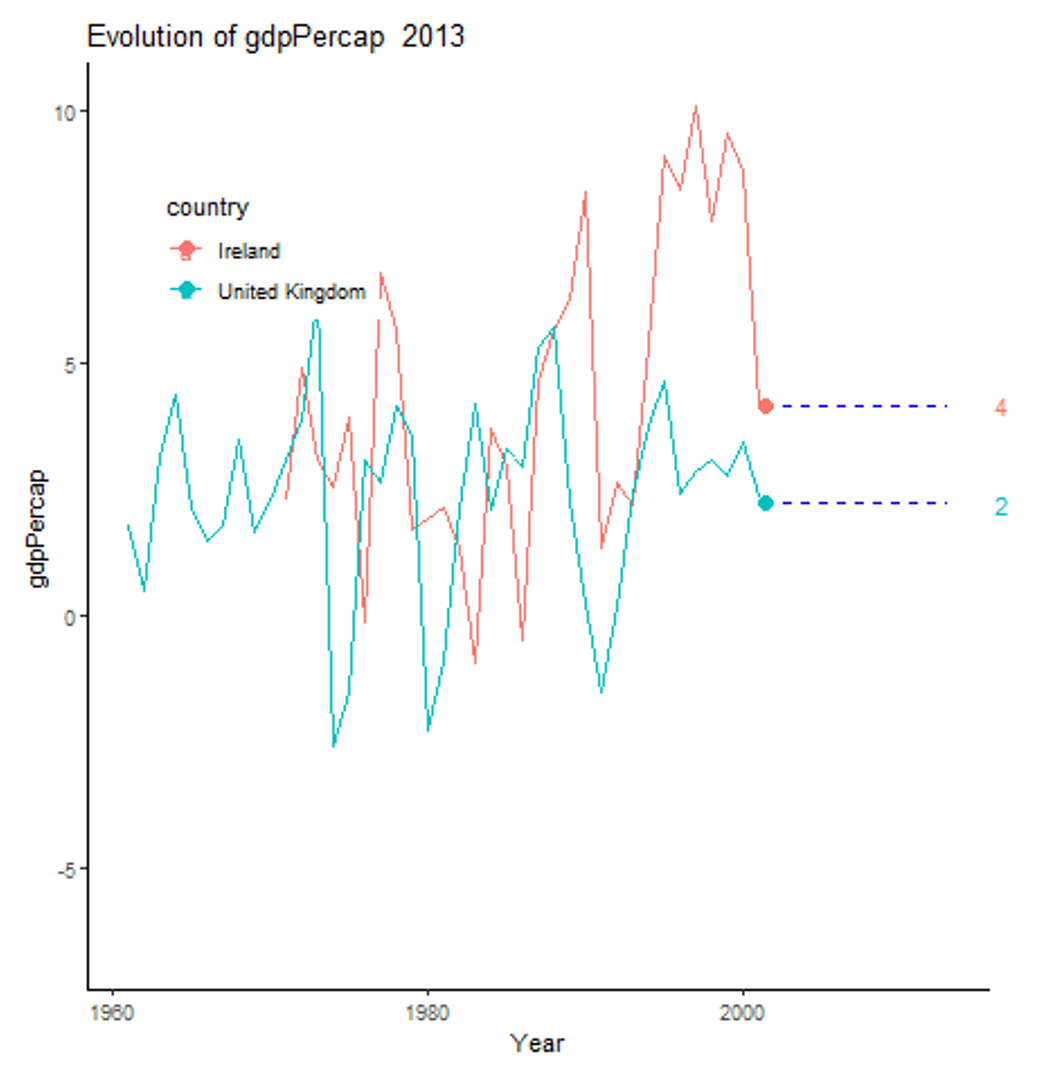 Evolution of gdpPercap  2013
10
5
0
-5
gdpPercap
country
Ireland
United Kingdom
4
2
1960
1980
2000
Year